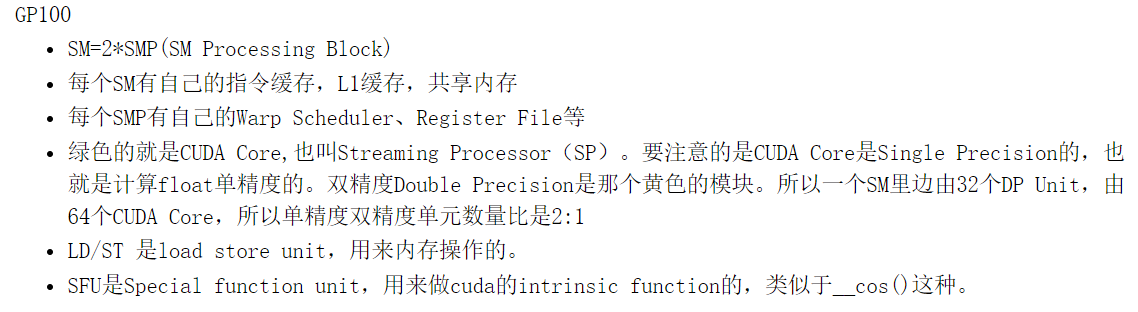 GP100
• SM=2*SMP(SM Processing Block)
• 每个SM有自己的指令缓存，L1缓存，共享内存
• 每个SMP有自己的Warp Scheduler、Register File等
• 绿色的就是CUDA Core,也叫Streaming Processor（SP）。要注意的是CUDA Core是Single Precision的，也
就是计算float单精度的。双精度Double Precision是那个黄色的模块。所以一个SM里边由32个DP Unit，由
64个CUDA Core，所以单精度双精度单元数量比是2:1
• LD/ST 是load store unit，用来内存操作的。
• SFU是Special function unit，用来做cuda的intrinsic function的，类似于__cos()这种。